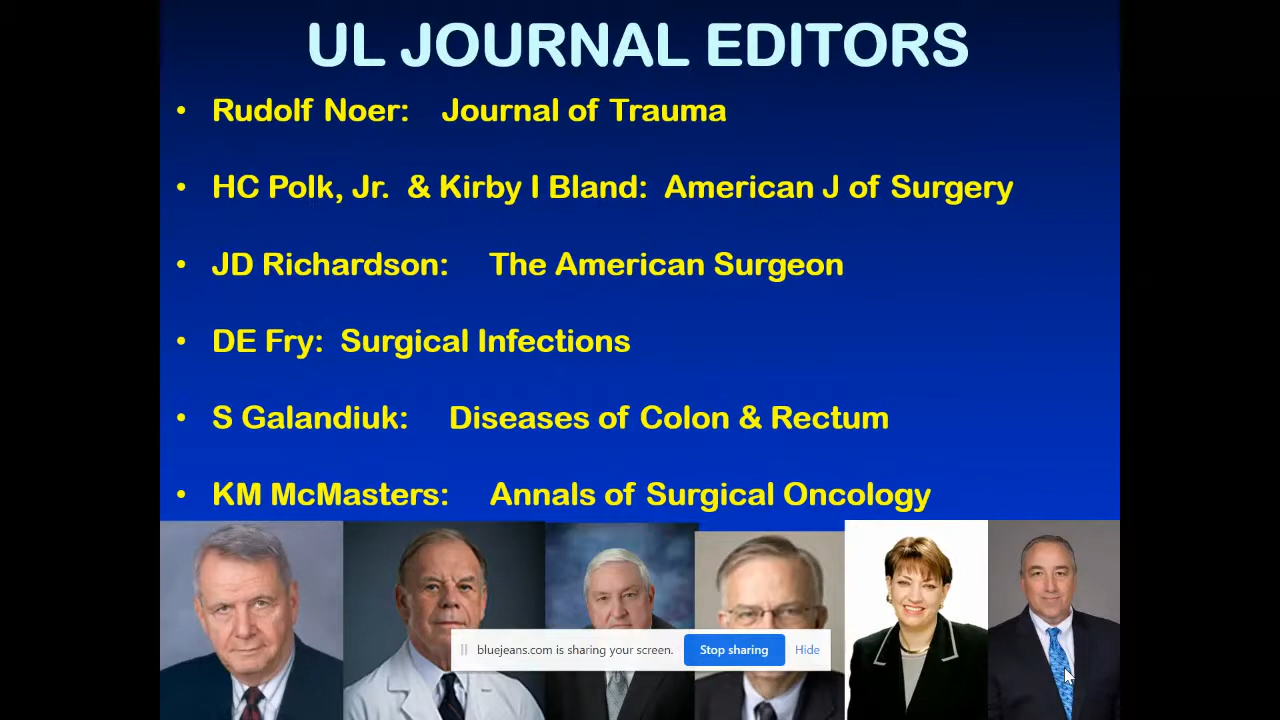 UL JOURNAL EDITORS
• Rudolf Noer: Journal of Trauma
• HC Polk, Jr. & Kirby I Bland: American J of Surgery
• JD Richardson: The American Surgeon
• DE Fry: Surgical Infections
• S Galandiuk: Diseases of Colon & Rectum
• KM McMasters: Annals of Surgical Oncology
bluejeans.com is sharing your screen. Stop sharing Hide